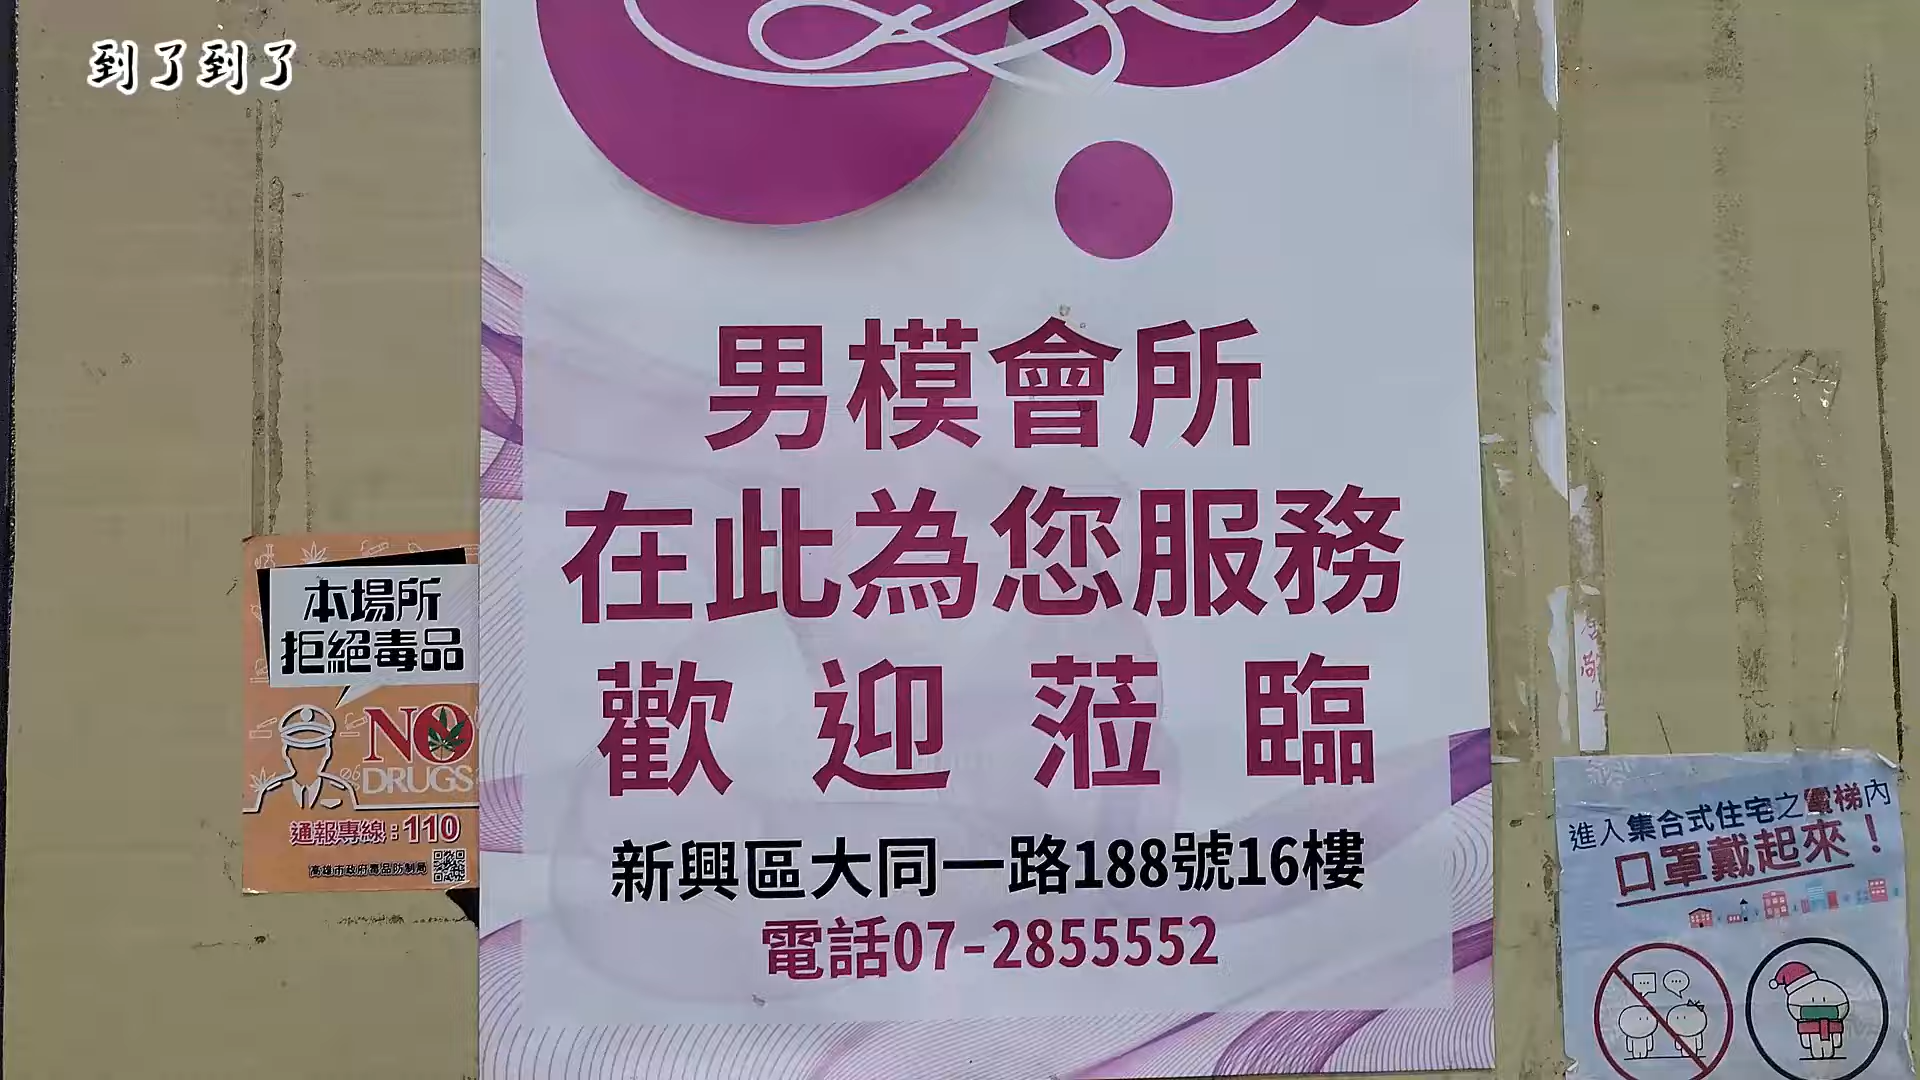 到了到了
男模會所
在此為您服務
歡迎蒞臨
新興區大同一路188號16樓
電話07-2855552
本場所
拒絕毒品
NO
DRUGS
通報專線:110
高雄市政府毒品防制局
進入集合式住宅之電梯內
口罩戴起來!